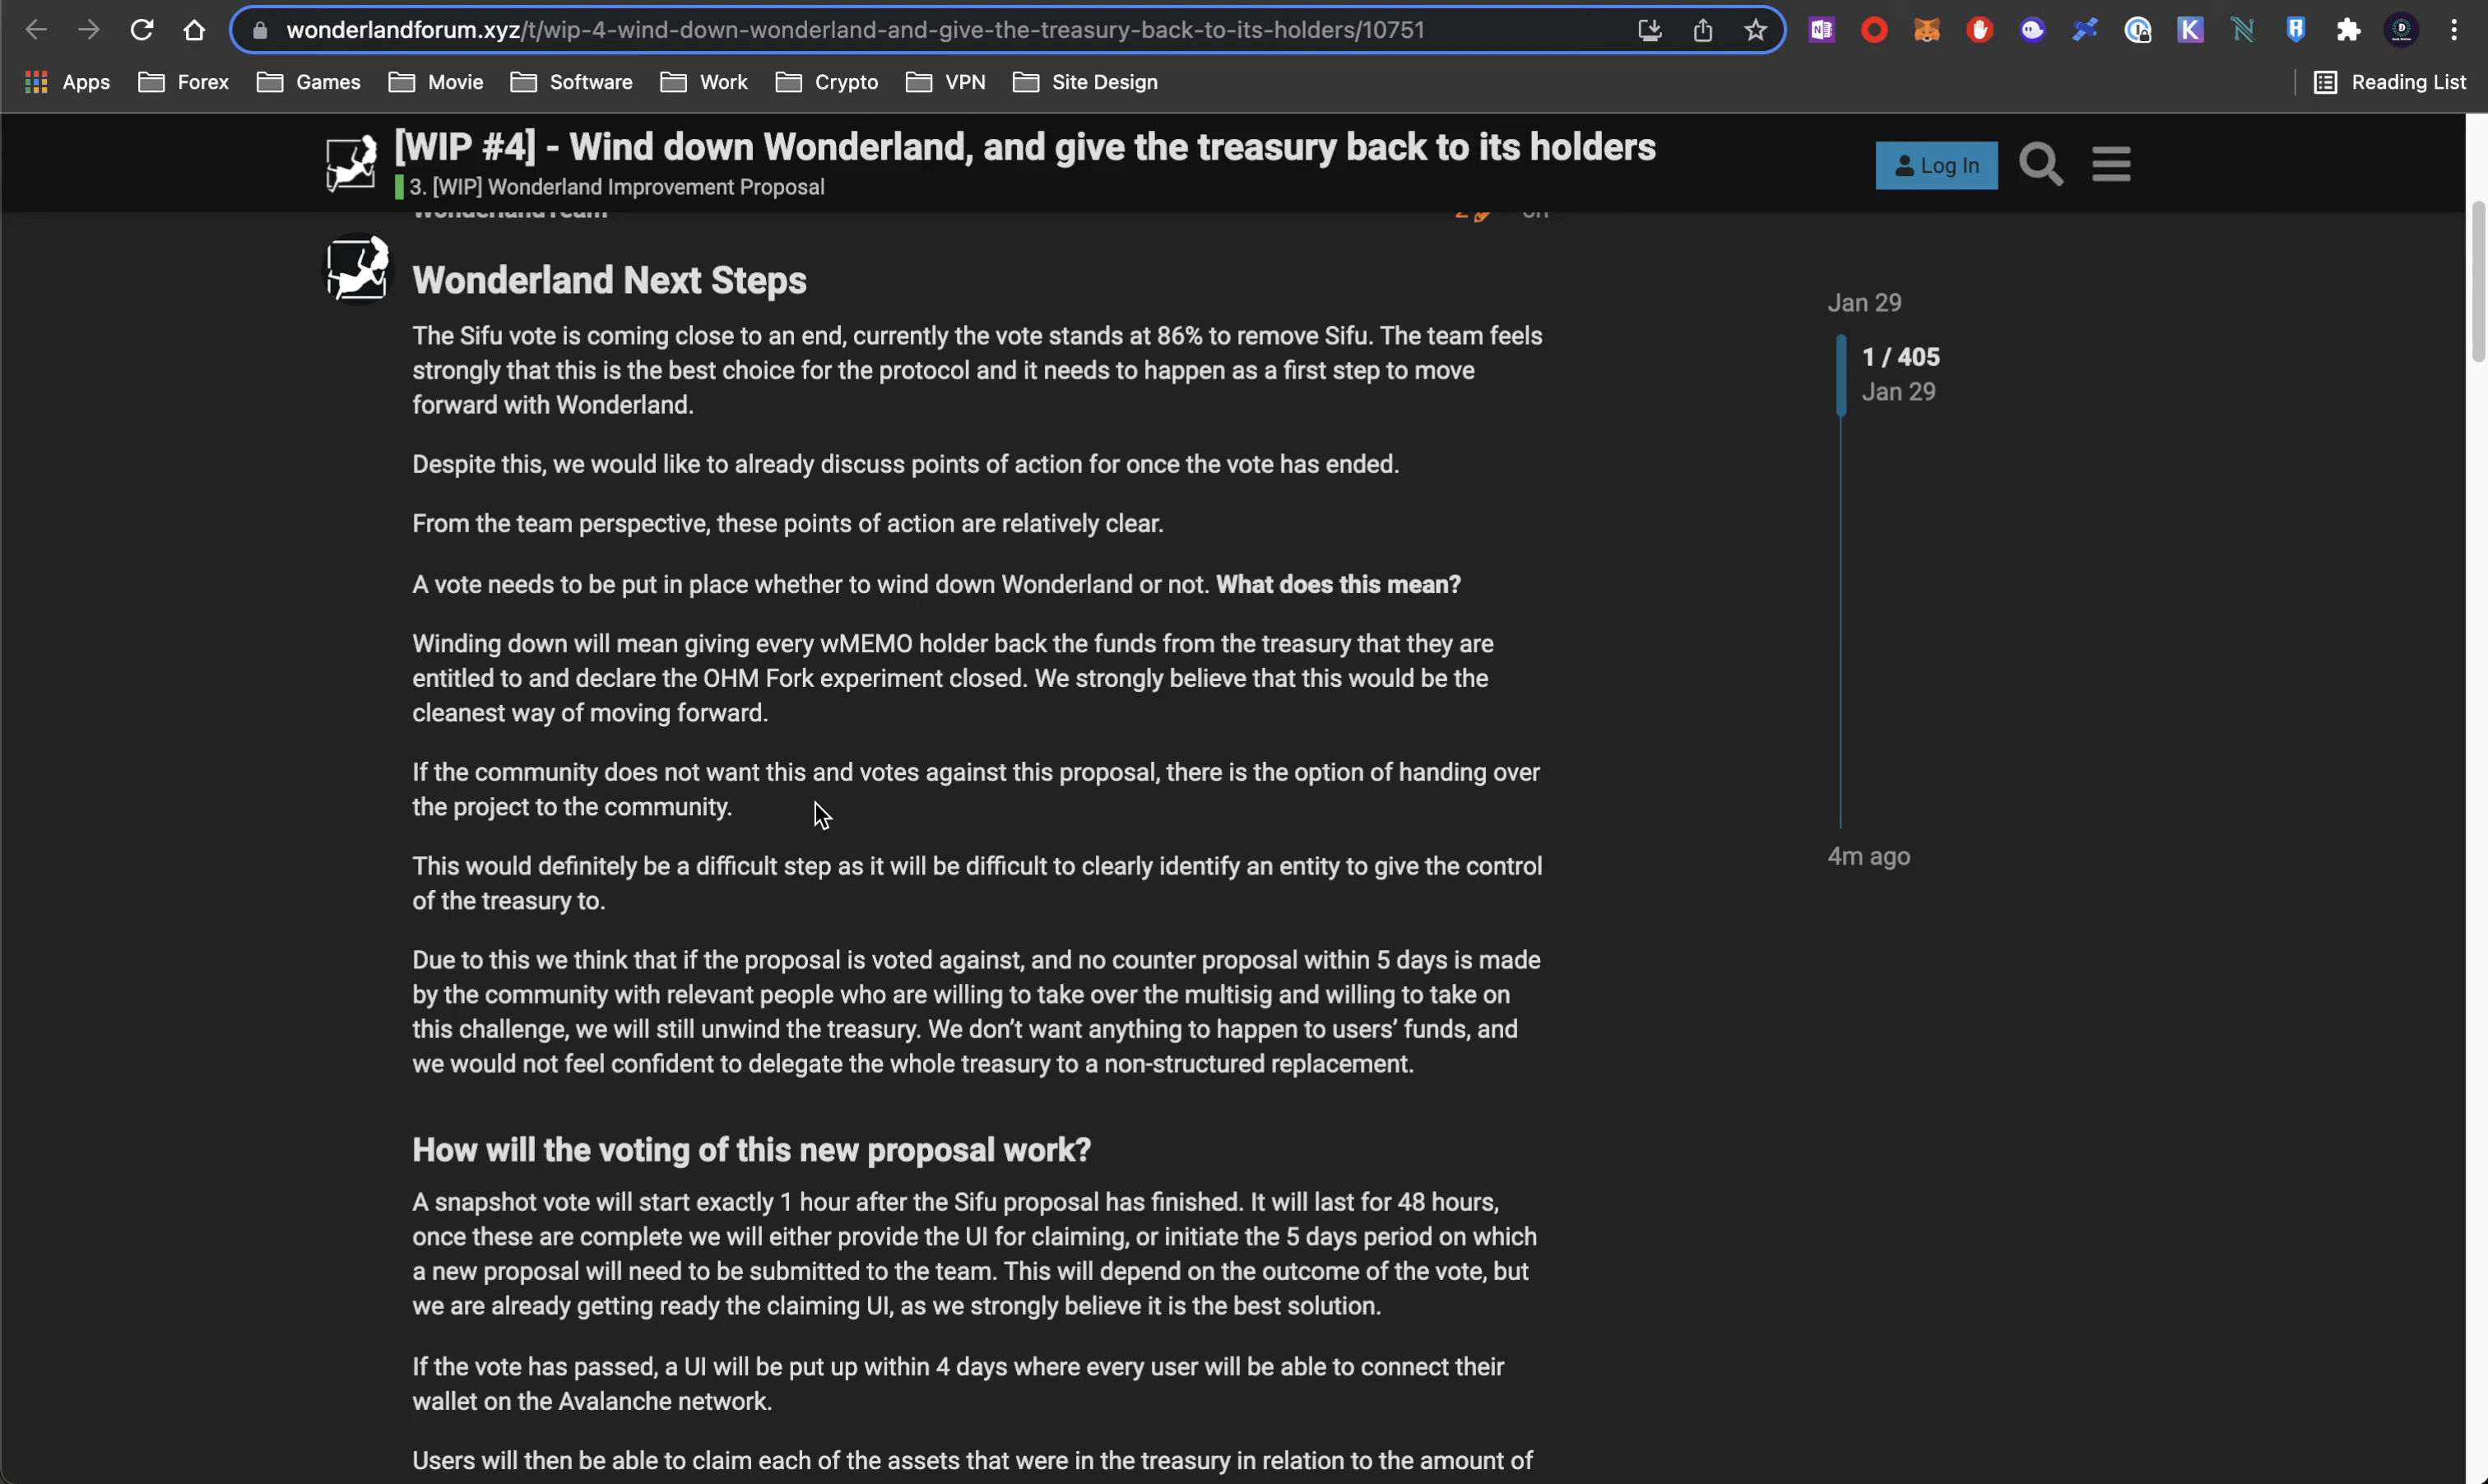 wonderlandforum.xyz/t/wip-4-wind-down-wonderland-and-give-the-treasury-back-to-its-holders/10751
Apps Forex Games Movie Software Work Crypto VPN Site Design Reading List
[WIP #4] - Wind down Wonderland, and give the treasury back to its holders
3. [WIP] Wonderland Improvement Proposal
Log In
WonderlandTeam
Wonderland Next Steps
The Sifu vote is coming close to an end, currently the vote stands at 86% to remove Sifu. The team feels
strongly that this is the best choice for the protocol and it needs to happen as a first step to move
forward with Wonderland.
Despite this, we would like to already discuss points of action for once the vote has ended.
From the team perspective, these points of action are relatively clear.
A vote needs to be put in place whether to wind down Wonderland or not. What does this mean?
Winding down will mean giving every wMEMO holder back the funds from the treasury that they are
entitled to and declare the OHM Fork experiment closed. We strongly believe that this would be the
cleanest way of moving forward.
If the community does not want this and votes against this proposal, there is the option of handing over
the project to the community.
This would definitely be a difficult step as it will be difficult to clearly identify an entity to give the control
of the treasury to.
Due to this we think that if the proposal is voted against, and no counter proposal within 5 days is made
by the community with relevant people who are willing to take over the multisig and willing to take on
this challenge, we will still unwind the treasury. We don’t want anything to happen to users’ funds, and
we would not feel confident to delegate the whole treasury to a non-structured replacement.
How will the voting of this new proposal work?
A snapshot vote will start exactly 1 hour after the Sifu proposal has finished. It will last for 48 hours,
once these are complete we will either provide the UI for claiming, or initiate the 5 days period on which
a new proposal will need to be submitted to the team. This will depend on the outcome of the vote, but
we are already getting ready the claiming UI, as we strongly believe it is the best solution.
If the vote has passed, a UI will be put up within 4 days where every user will be able to connect their
wallet on the Avalanche network.
Users will then be able to claim each of the assets that were in the treasury in relation to the amount of
Jan 29
1 / 405
Jan 29
4m ago